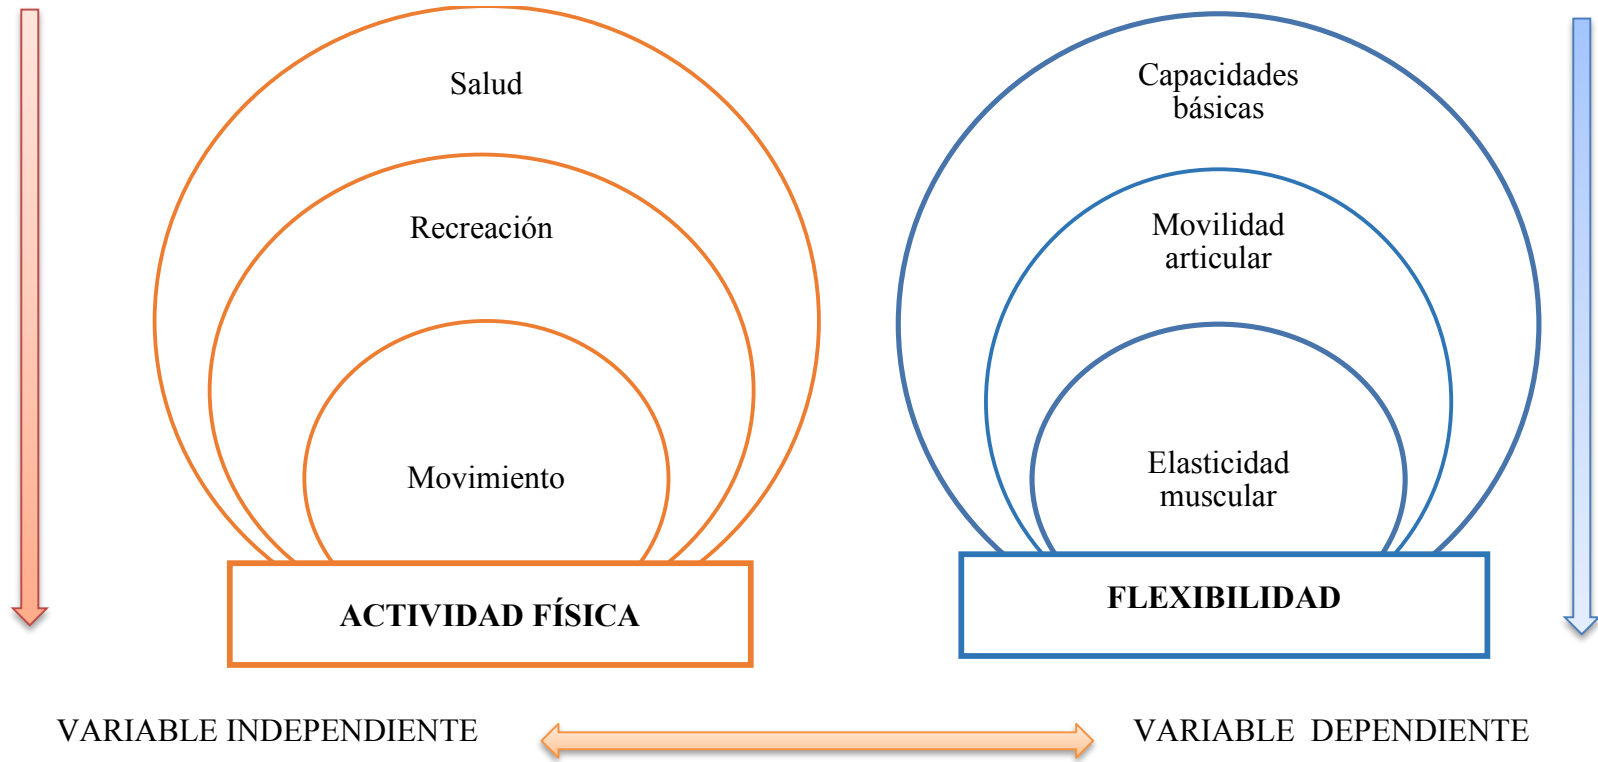 Salud
Recreación
Movimiento
ACTIVIDAD FÍSICA
Capacidades
básicas
Movilidad
articular
Elasticidad
muscular
FLEXIBILIDAD
VARIABLE INDEPENDIENTE
VARIABLE DEPENDIENTE